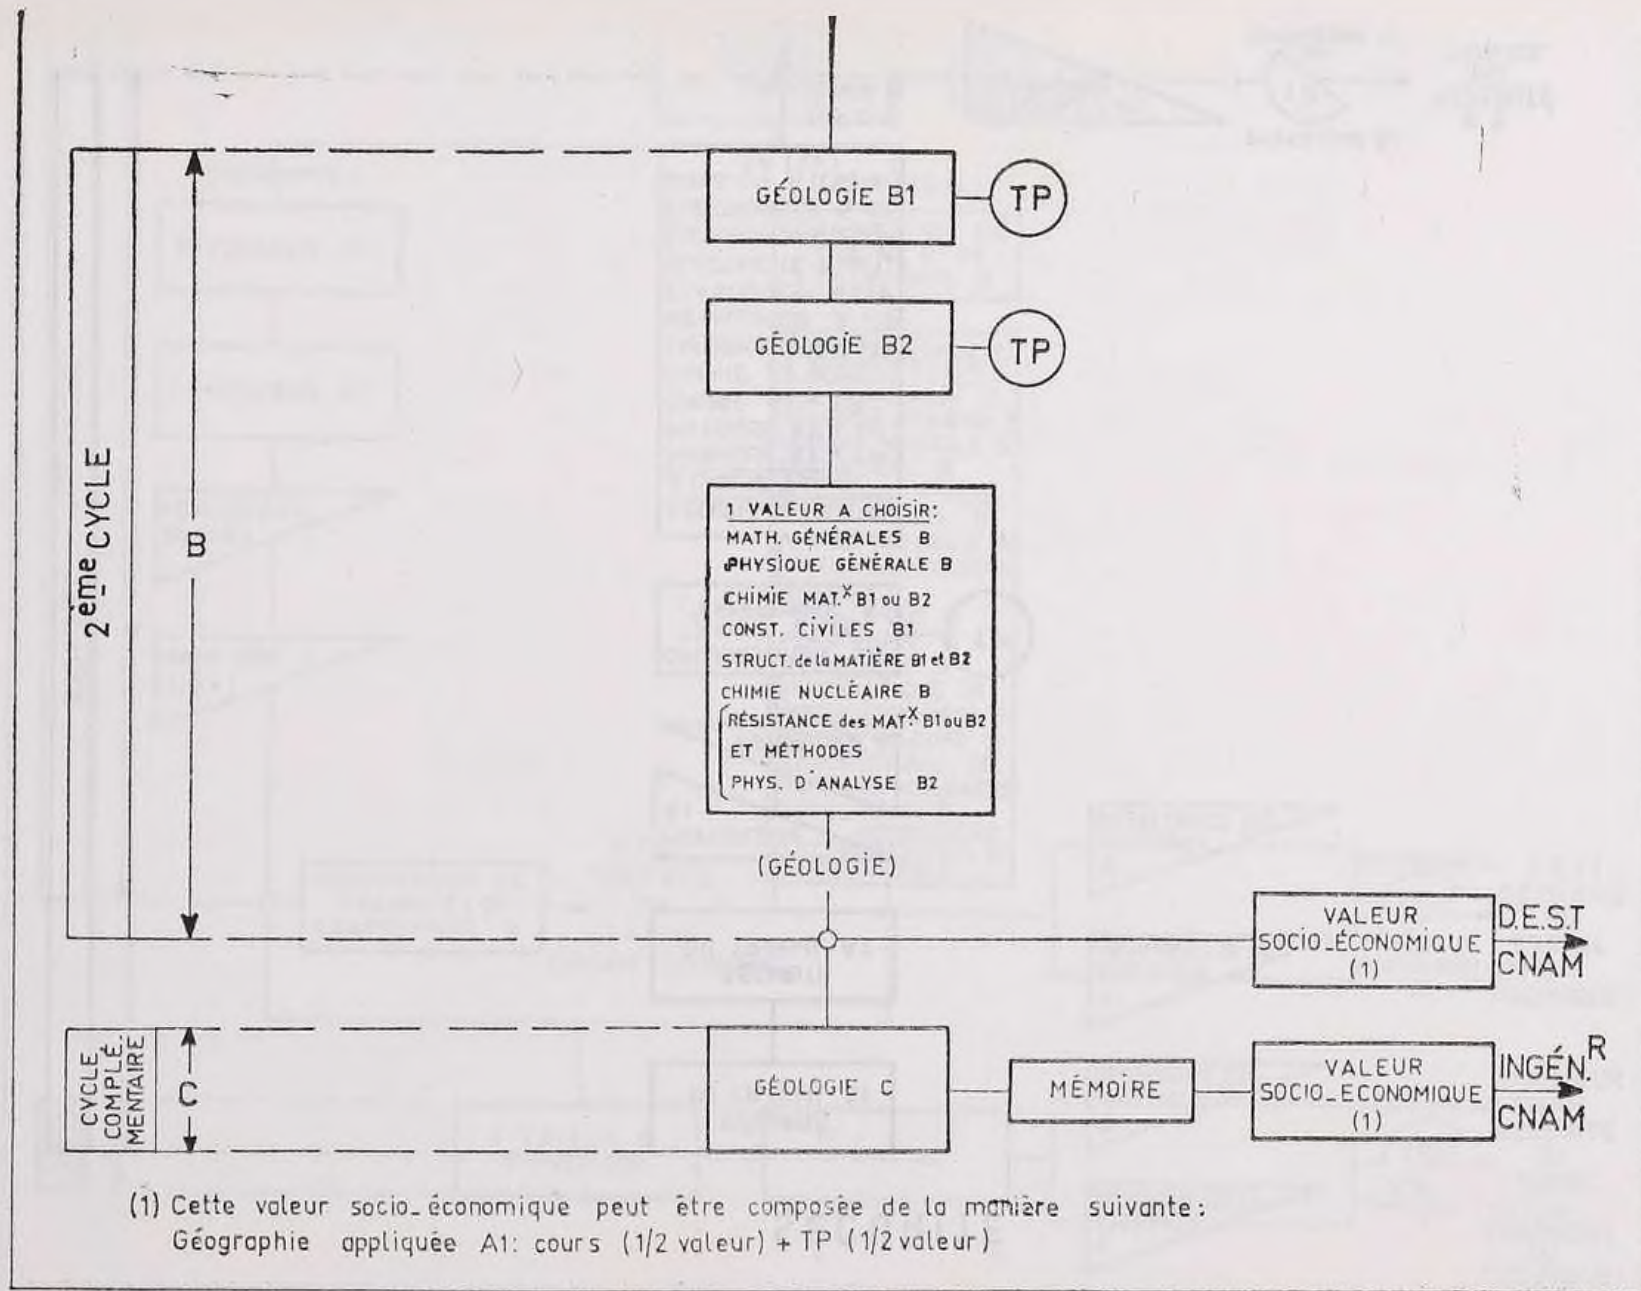 GÉOLOGIE B1
TP
GÉOLOGIE B2
TP
2ème CYCLE
B
1 VALEUR A CHOISIR:
MATH. GÉNÉRALES B
PHYSIQUE GÉNÉRALE B
CHIMIE MAT.X B1 ou B2
CONST. CIVILES B1
STRUCT. de la MATIÈRE B1 et B2
CHIMIE NUCLÉAIRE B
RÉSISTANCE des MAT.X B1 ou B2
ET MÉTHODES
PHYS. D'ANALYSE B2
(GÉOLOGIE)
VALEUR
SOCIO_ÉCONOMIQUE
(1)
D.E.S.T
CNAM
CYCLE
COMPLÉ_
MENTAIRE
C
GÉOLOGIE C
MÉMOIRE
VALEUR
SOCIO_ECONOMIQUE
(1)
INGÉN.R
CNAM
(1) Cette valeur socio_économique peut être composée de la manière suivante:
Géographie appliquée A1: cours (1/2 valeur) + TP (1/2 valeur)